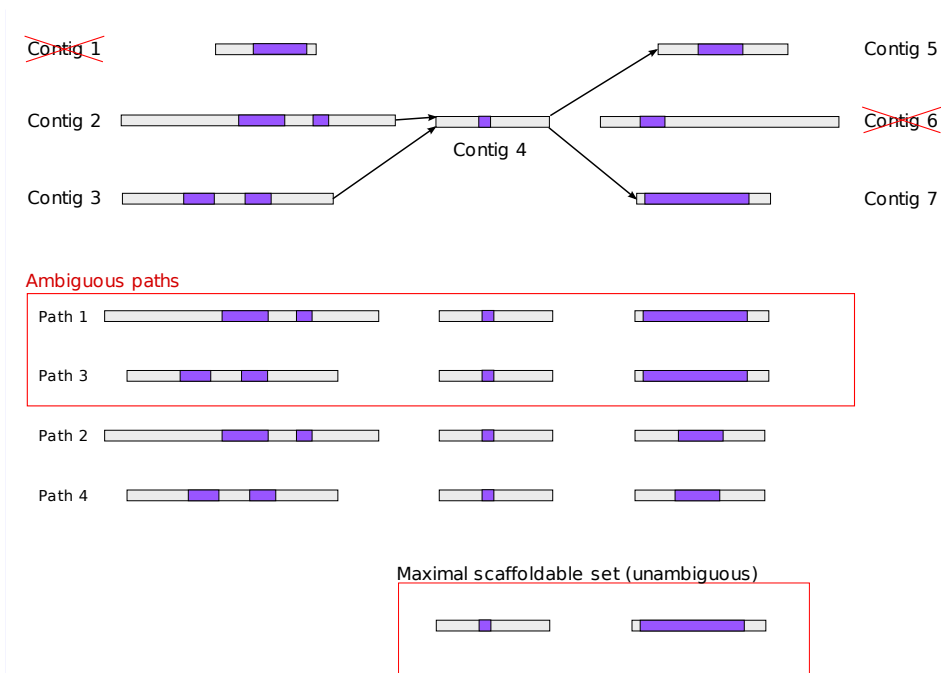 Contig 1
Contig 5
Contig 2
Contig 6
Contig 4
Contig 3
Contig 7
Ambiguous paths
Path 1
Path 3
Path 2
Path 4
Maximal scaffoldable set (unambiguous)